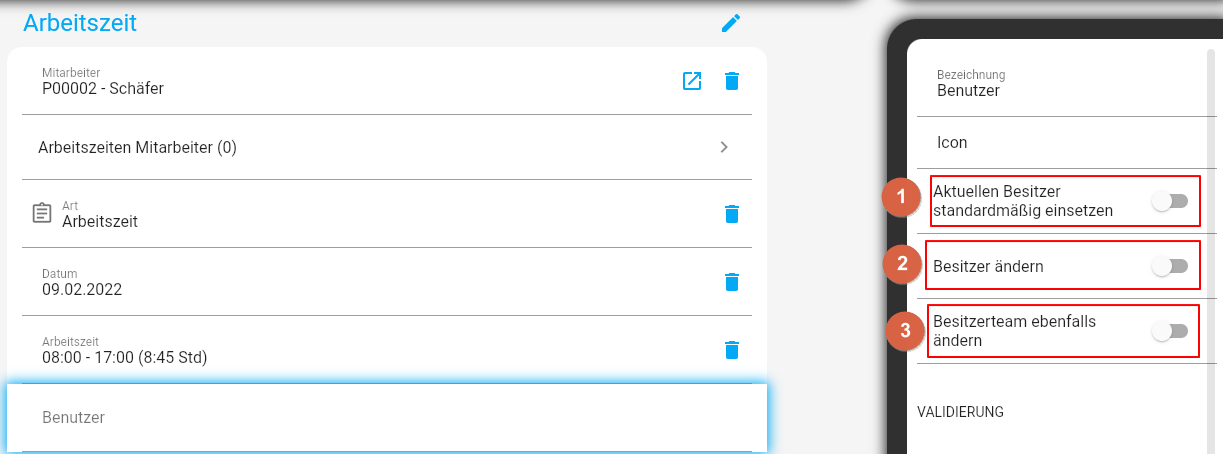 Arbeitszeit
Mitarbeiter
P00002 - Schäfer
Arbeitszeiten Mitarbeiter (0)
Art
Arbeitszeit
Datum
09.02.2022
Arbeitszeit
08:00 - 17:00 (8:45 Std)
Benutzer
Bezeichnung
Benutzer
Icon
1
Aktuellen Besitzer
standardmäßig einsetzen
2
Besitzer ändern
3
Besitzerteam ebenfalls
ändern
VALIDIERUNG